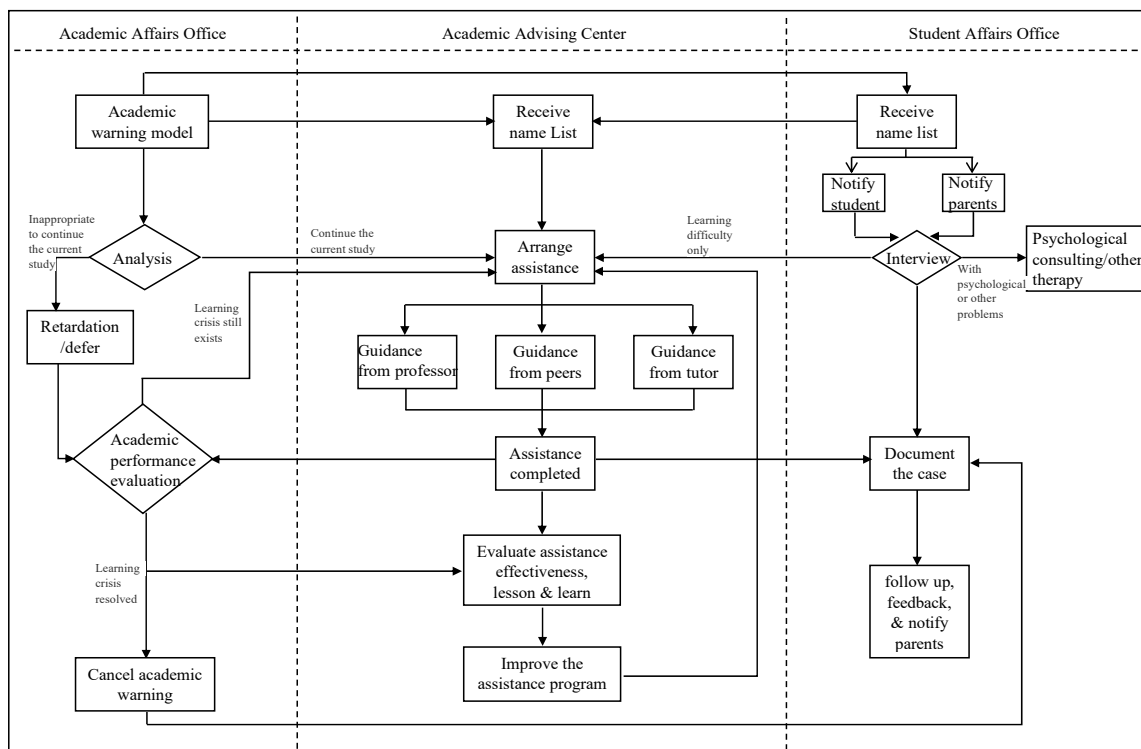 Academic Affairs Office
Academic Advising Center
Student Affairs Office
Academic
warning model
Receive
name List
Receive
name list
Notify
student
Notify
parents
Inappropriate
to continue
the current
study
Analysis
Continue the
current study
Arrange
assistance
Learning
difficulty
only
Interview
With
psychological
or other
problems
Psychological
consulting/other
therapy
Retardation
/defer
Learning
crisis still
exists
Guidance
from professor
Guidance
from peers
Guidance
from tutor
Academic
performance
evaluation
Assistance
completed
Document
the case
Learning
crisis
resolved
Evaluate assistance
effectiveness,
lesson & learn
follow up,
feedback,
& notify
parents
Cancel academic
warning
Improve the
assistance program